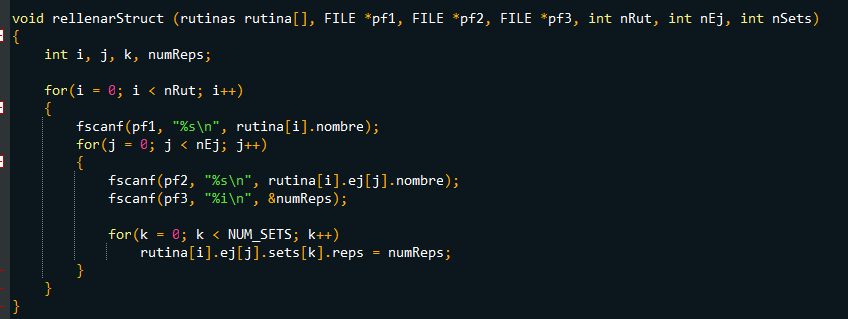 void rellenarStruct (rutinas rutina[], FILE *pf1, FILE *pf2, FILE *pf3, int nRut, int nEj, int nSets)
{
    int i, j, k, numReps;

    for(i = 0; i < nRut; i++)
    {
        fscanf(pf1, "%s\n", rutina[i].nombre);
        for(j = 0; j < nEj; j++)
        {
            fscanf(pf2, "%s\n", rutina[i].ej[j].nombre);
            fscanf(pf3, "%i\n", &numReps);

            for(k = 0; k < NUM_SETS; k++)
                rutina[i].ej[j].sets[k].reps = numReps;
        }
    }
}